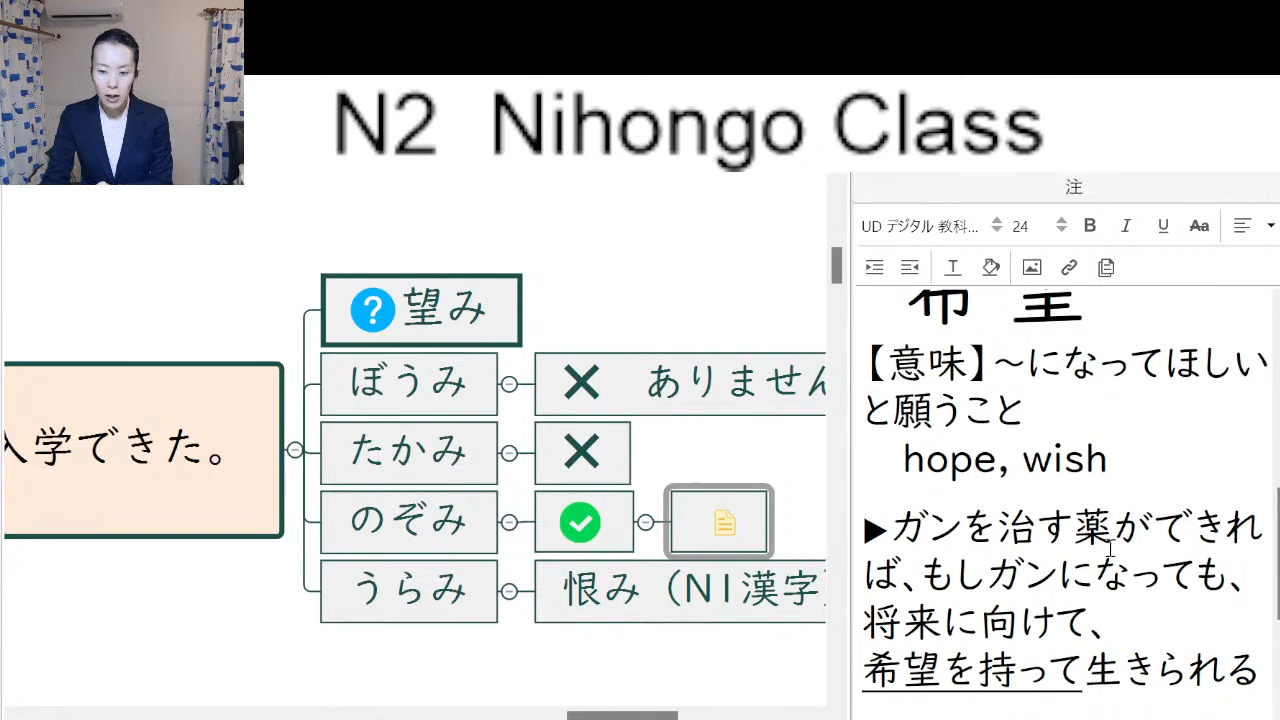 N2 Nihongo Class
注
UD デジタル 教科... 24 B I U Aa
? 望み
ぼうみ
ありません
たかみ
のぞみ
うらみ
恨み（N1漢字
入学できた。
希 望
【意味】～になってほしい
と願うこと
hope, wish
▶ガンを治す薬ができれ
ば、もしガンになっても、
将来に向けて、
希望を持って生きられる